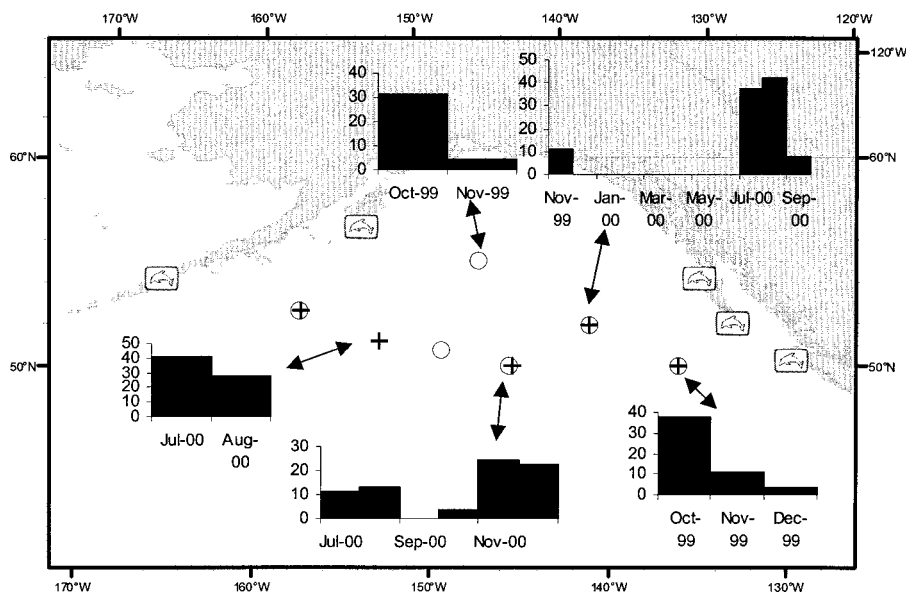 170°W 160°W 150°W 140°W 130°W 120°W
120°W
60°N
60°N
50°N
50°N
40
30
20
10
0
Oct-99 Nov-99
50
40
30
20
10
0
Nov-99 Jan-00 Mar-00 May-00 Jul-00 Sep-00
50
40
30
20
10
0
Jul-00 Aug-00
30
20
10
0
Jul-00 Sep-00 Nov-00
40
30
20
10
0
Oct-99 Nov-99 Dec-99
170°W 160°W 150°W 140°W 130°W